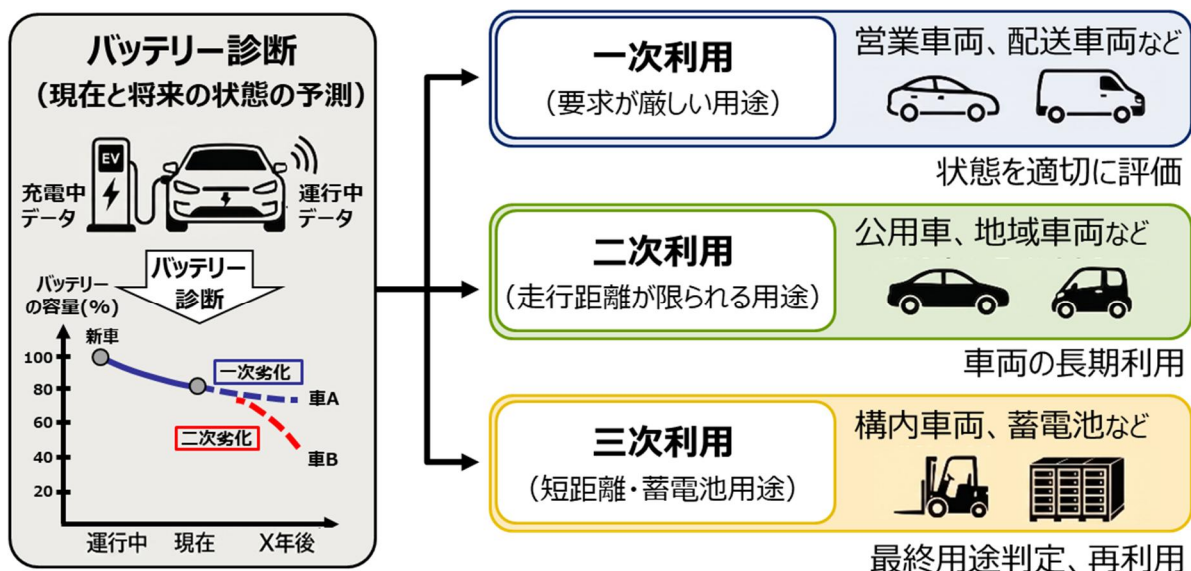 バッテリー診断
(現在と将来の状態の予測)
EV
充電中
データ
運行中
データ
バッテリー
診断
バッテリー
の容量(%)
新車
100
80
60
40
20
一次劣化
二次劣化
車A
車B
運行中 現在 X年後
一次利用
(要求が厳しい用途)
営業車両、配送車両など
状態を適切に評価
二次利用
(走行距離が限られる用途)
公用車、地域車両など
車両の長期利用
三次利用
(短距離・蓄電池用途)
構内車両、蓄電池など
最終用途判定、再利用